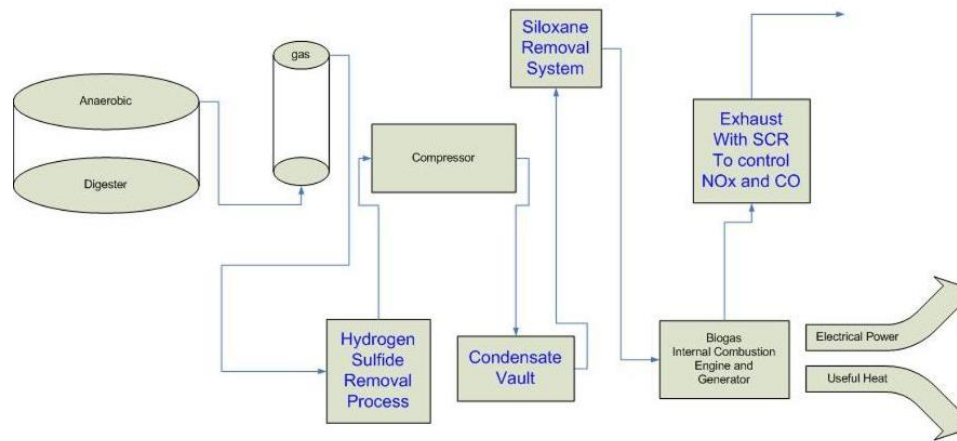 Anaerobic
Digester
gas
Hydrogen
Sulfide
Removal
Process
Compressor
Condensate
Vault
Siloxane
Removal
System
Biogas
Internal Combustion
Engine and
Generator
Exhaust
With SCR
To control
NOx and CO
Electrical Power
Useful Heat